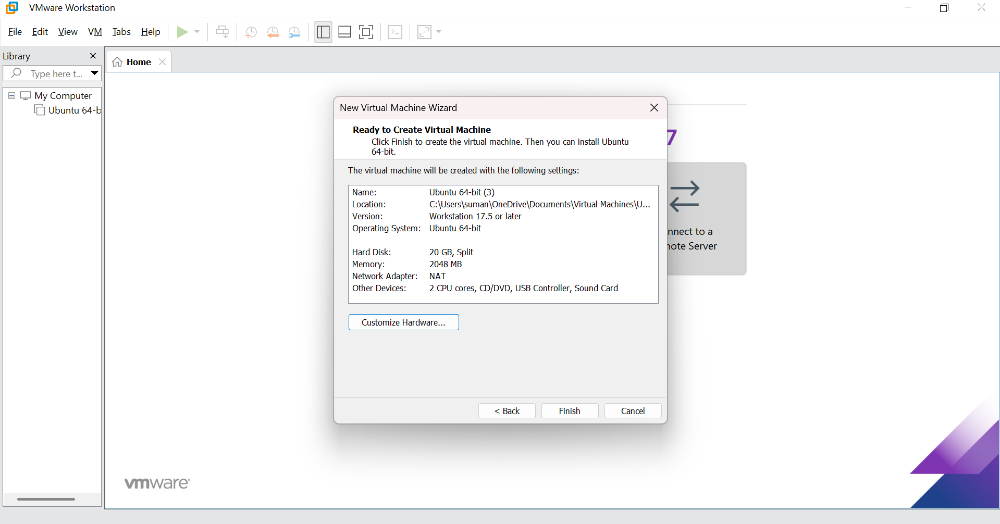 VMware Workstation
File Edit View VM Tabs Help
Library
Type here t...
Home
My Computer
Ubuntu 64-b
New Virtual Machine Wizard
Ready to Create Virtual Machine
Click Finish to create the virtual machine. Then you can install Ubuntu
64-bit.
7
The virtual machine will be created with the following settings:
Name: Ubuntu 64-bit (3)
Location: C:\Users\suman\OneDrive\Documents\Virtual Machines\U...
Version: Workstation 17.5 or later
Operating System: Ubuntu 64-bit
Hard Disk: 20 GB, Split
Memory: 2048 MB
Network Adapter: NAT
Other Devices: 2 CPU cores, CD/DVD, USB Controller, Sound Card
nnect to a
note Server
Customize Hardware...
< Back Finish Cancel
vmware